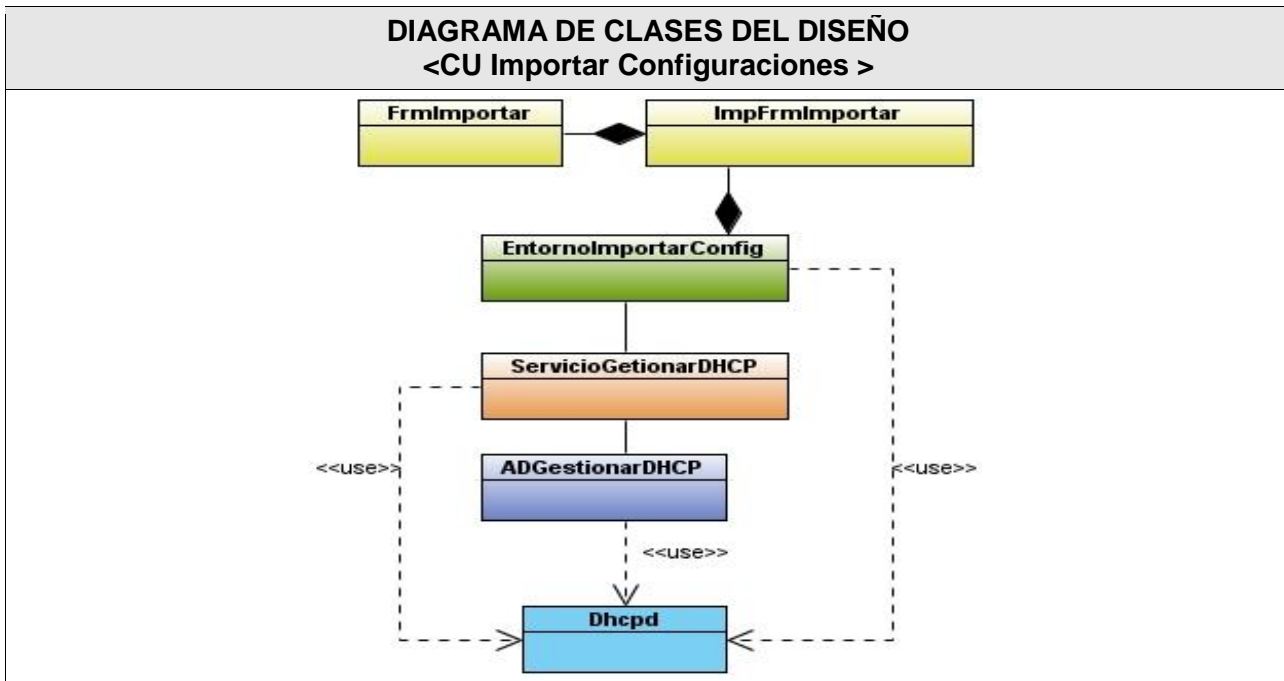 DIAGRAMA DE CLASES DEL DISEÑO
<CU Importar Configuraciones >
FrmImportar
ImpFrmImportar
EntornoImportarConfig
ServicioGetionarDHCP
ADGestionarDHCP
<<use>>
<<use>>
<<use>>
Dhcpd